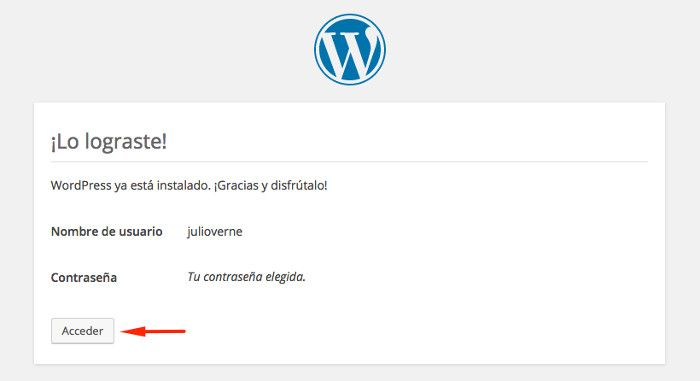 ¡Lo lograste!
WordPress ya está instalado. ¡Gracias y disfrútalo!
Nombre de usuario julioverne
Contraseña Tu contraseña elegida.
Acceder